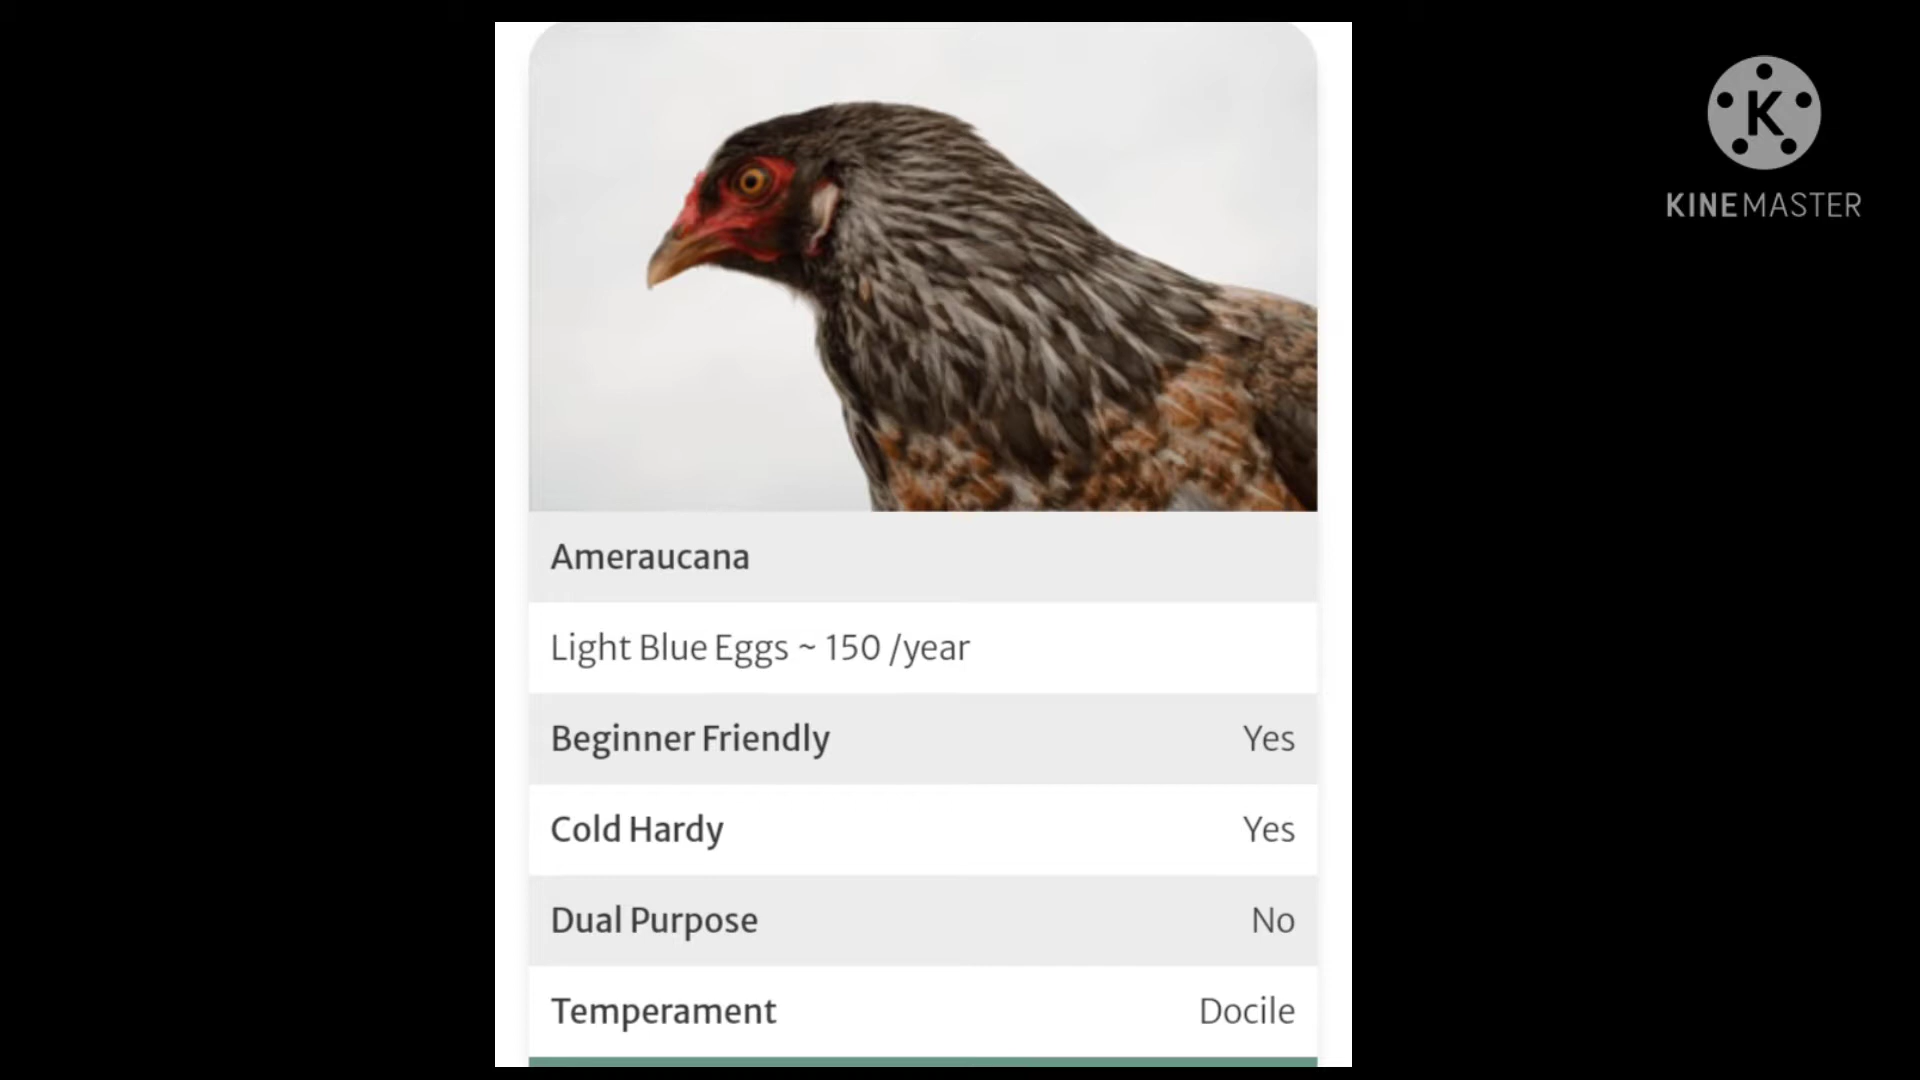 K
KINEMASTER
Ameraucana
Light Blue Eggs ~ 150 /year
Beginner Friendly Yes
Cold Hardy Yes
Dual Purpose No
Temperament Docile